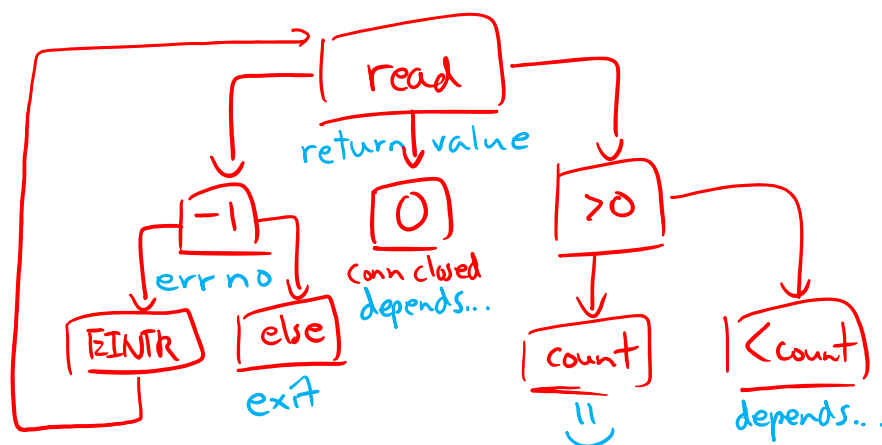 read
return value
-1
0
>0
errno
conn closed
depends...
EINTR
else
count
<count
exit
depends...